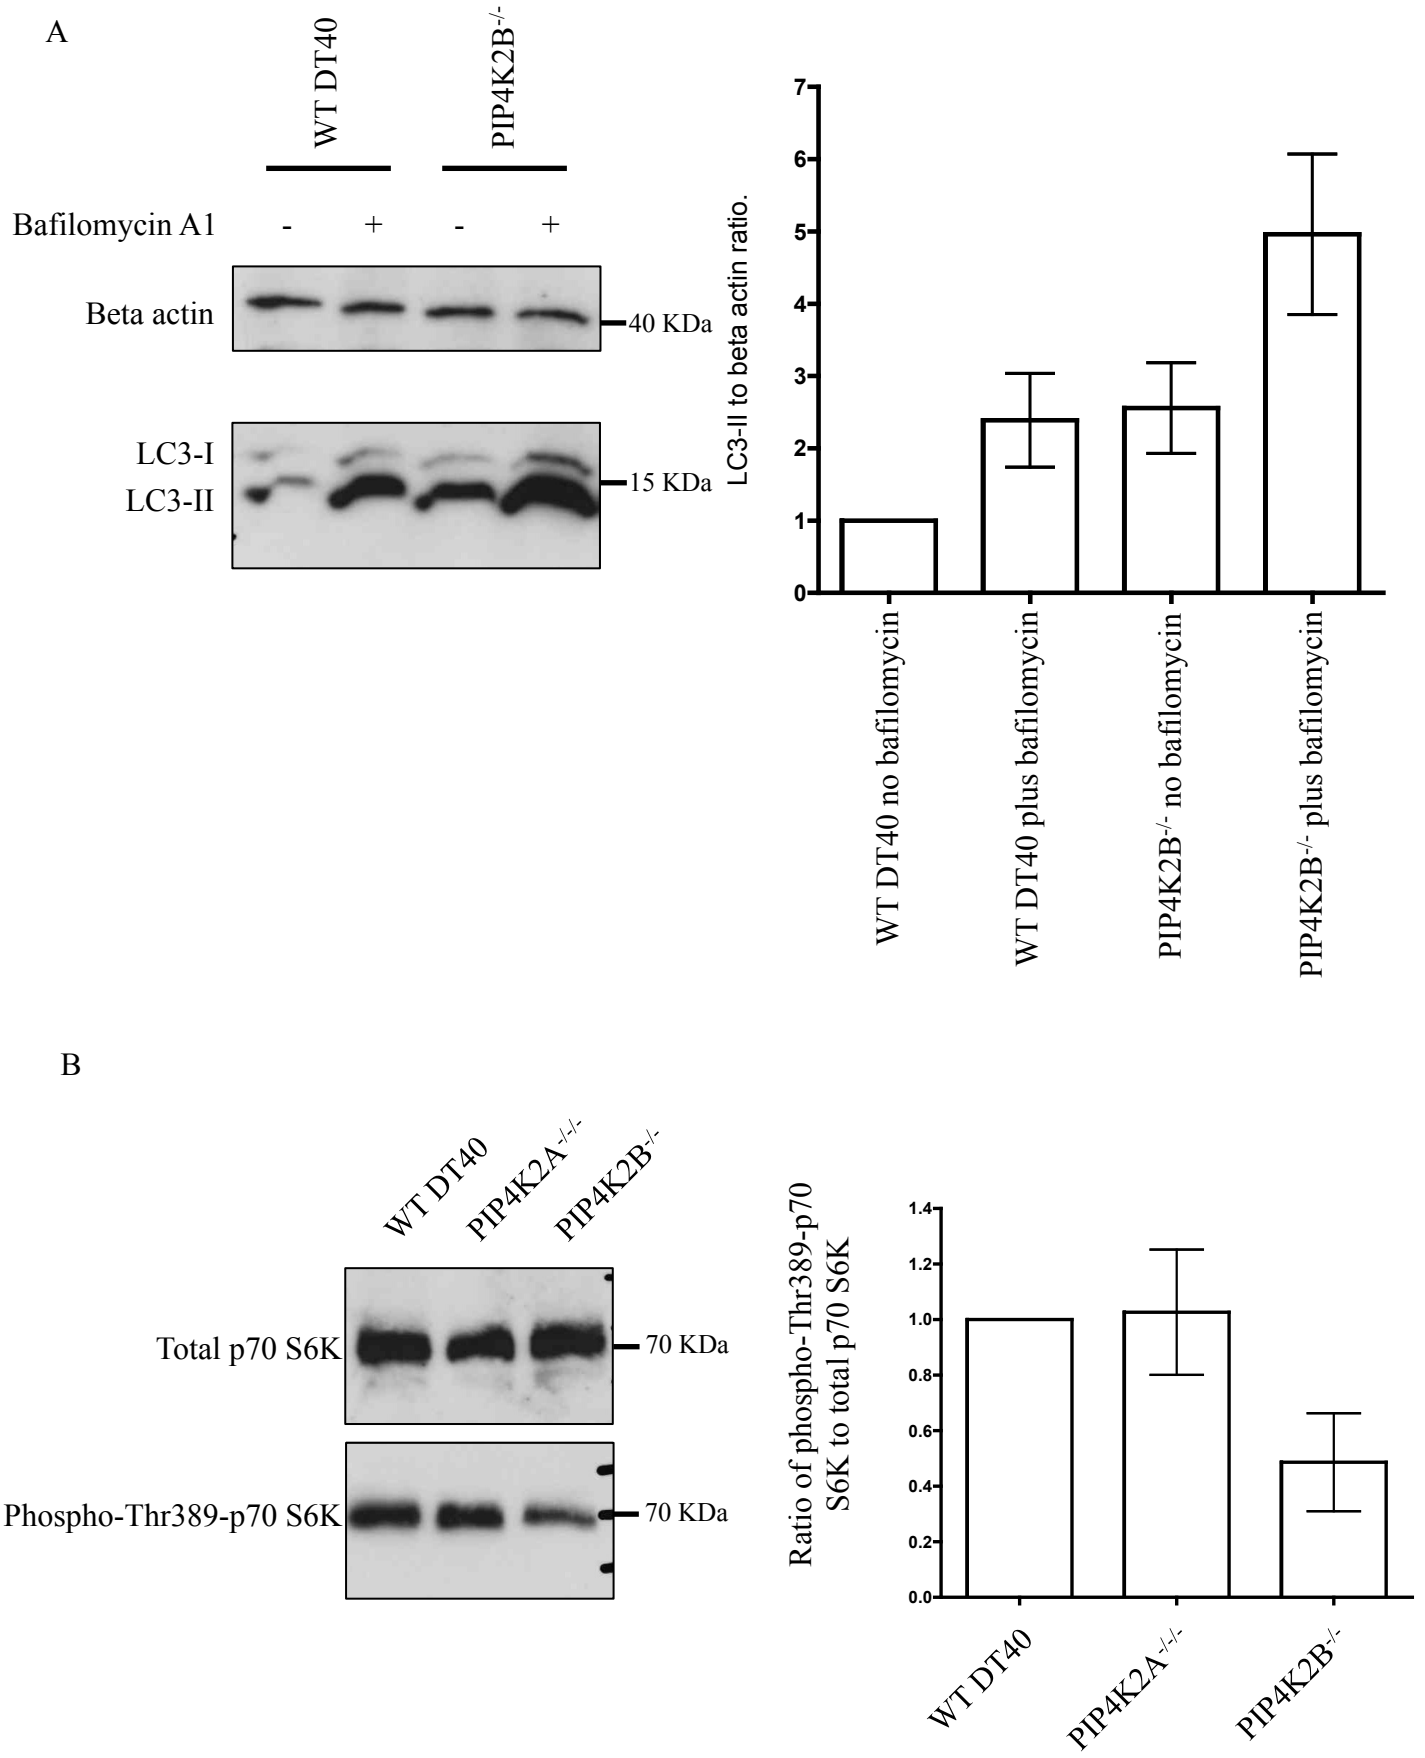 A
WT DT40
PIP4K2B-/-
Bafilomycin A1 - + - +
Beta actin
40 KDa
LC3-I
LC3-II
15 KDa
LC3-II to beta actin ratio.
7
6
5
4
3
2
1
0
WT DT40 no bafilomycin
WT DT40 plus bafilomycin
PIP4K2B-/- no bafilomycin
PIP4K2B-/- plus bafilomycin
B
WT DT40
PIP4K2A-/-/-
PIP4K2B-/-
Total p70 S6K
70 KDa
Phospho-Thr389-p70 S6K
70 KDa
Ratio of phospho-Thr389-p70
S6K to total p70 S6K
1.4
1.2
1.0
0.8
0.6
0.4
0.2
0.0
WT DT40
PIP4K2A-/-/-
PIP4K2B-/-